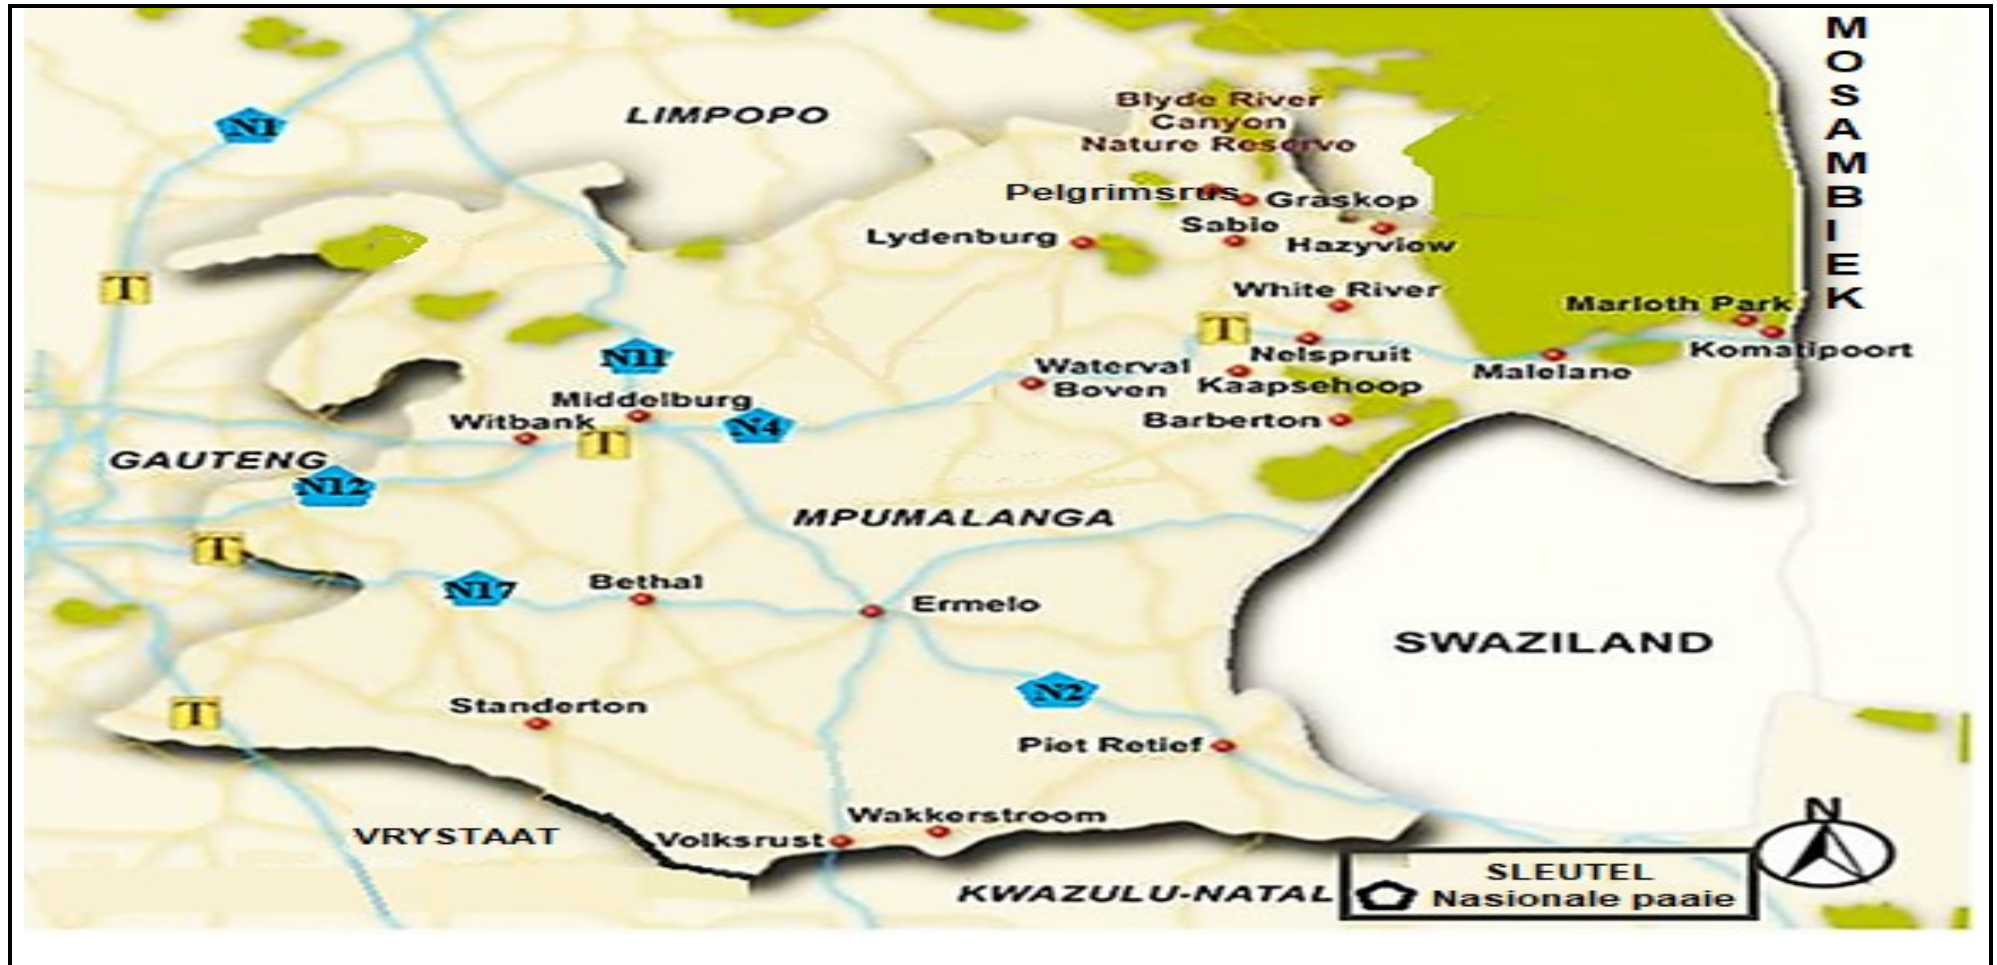 M
O
S
A
M
B
I
E
K
N1
LIMPOPO
Blyde River
Canyon
Nature Reserve
Pelgrimsrus
Graskop
Sabie
Lydenburg
Hazyview
T
White River
Marloth Park
T
N11
Nelspruit
Komatipoort
Waterval
Boven
Kaapsehoop
Malelane
Middelburg
Witbank
T
N4
Barberton
GAUTENG
N12
MPUMALANGA
T
N17
Bethal
Ermelo
SWAZILAND
N2
Standerton
T
Piet Retief
Wakkerstroom
Volksrust
VRYSTAAT
N
KWAZULU-NATAL
SLEUTEL
Nasionale paaie